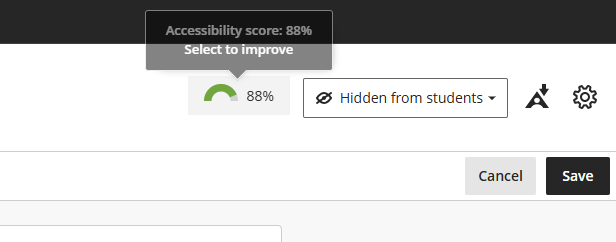 Accessibility score: 88%
Select to improve
88%
Hidden from students
Cancel
Save